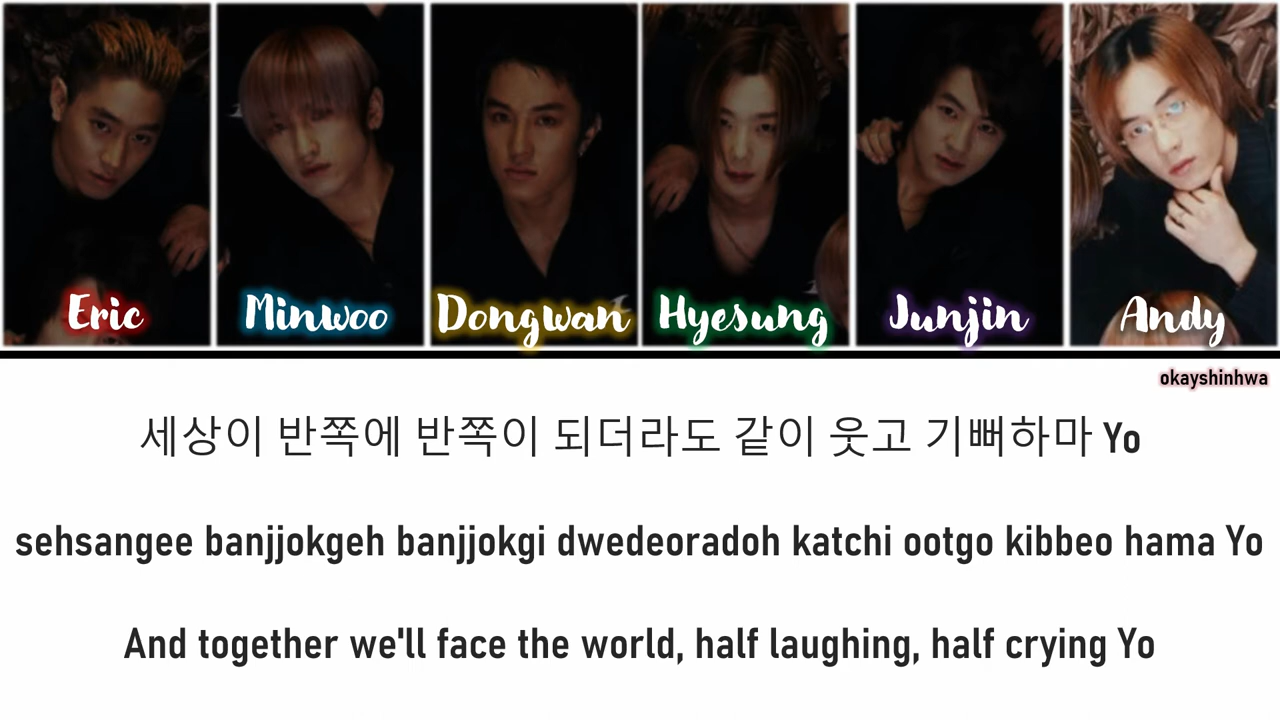 Eric Minwoo Dongwan Hyesung Junjin Andy
okayshinhwa
세상이 반쪽에 반쪽이 되더라도 같이 웃고 기뻐하마 Yo
sehsangee banjjokgeh banjjokgi dwedeoradoh katchi ootgo kibbeo hama Yo
And together we'll face the world, half laughing, half crying Yo